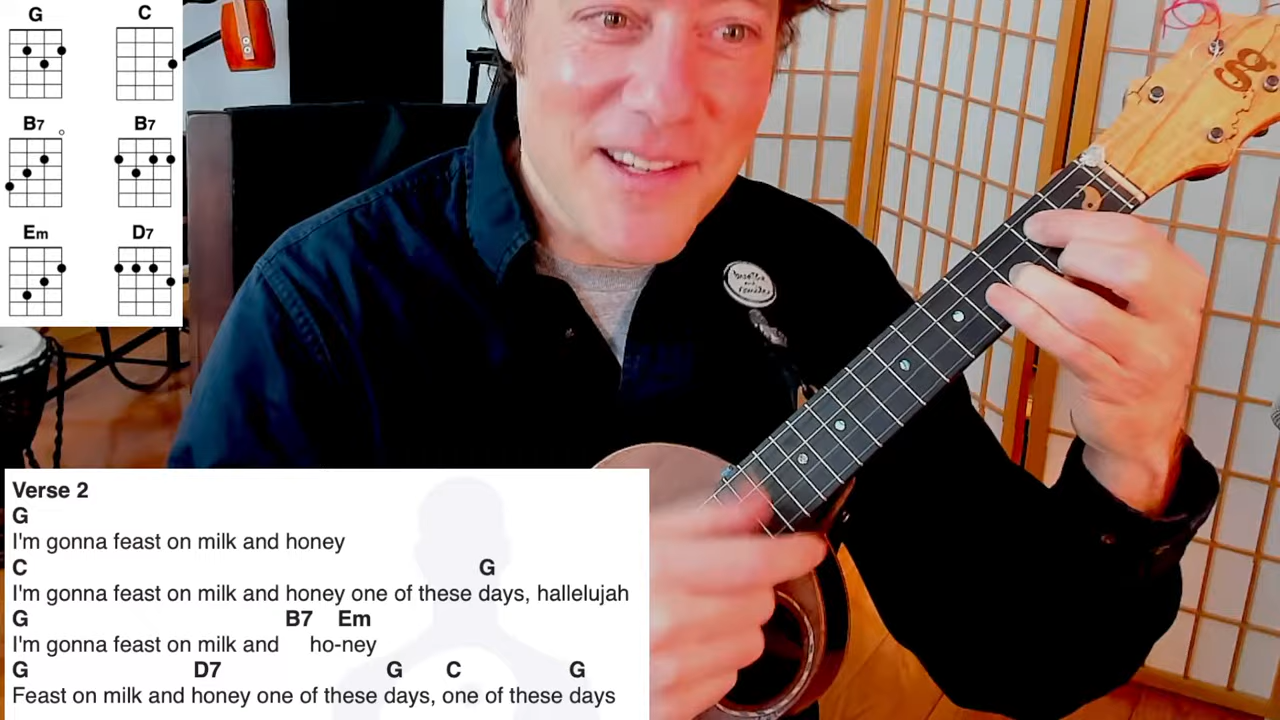 G
C
B7
B7
Em
D7
Verse 2
G
I'm gonna feast on milk and honey
C G
I'm gonna feast on milk and honey one of these days, hallelujah
G B7 Em
I'm gonna feast on milk and ho-ney
G D7 G C G
Feast on milk and honey one of these days, one of these days